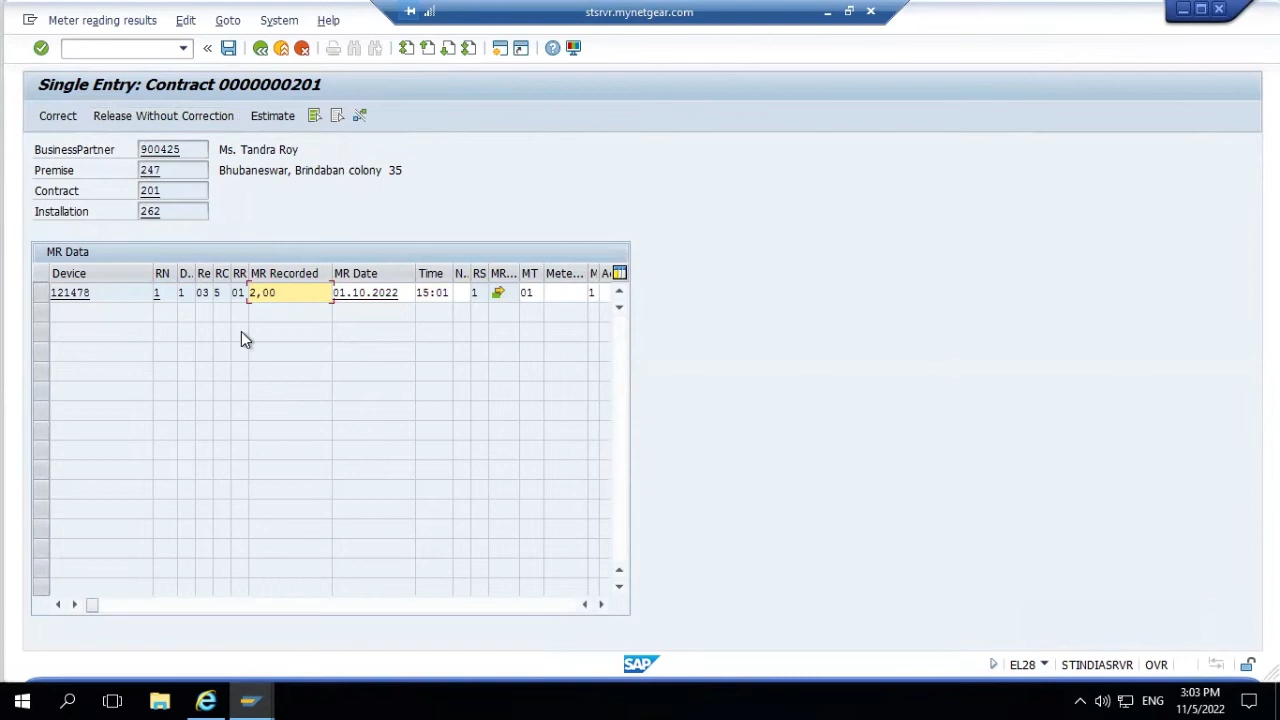 stsrvr.mynetgear.com
Meter reading results Edit Goto System Help
Single Entry: Contract 0000000201
Correct Release Without Correction Estimate
BusinessPartner 900425 Ms. Tandra Roy
Premise 247 Bhubaneswar, Brindaban colony 35
Contract 201
Installation 262
MR Data
Device RN D.. Re RC RR MR Recorded MR Date Time N.. RS MR... MT Mete... M Ac
121478 1 1 03 5 01 2,00 01.10.2022 15:01 1 01 1
SAP EL28 STINDIASRVR OVR
ENG 3:03 PM
11/5/2022